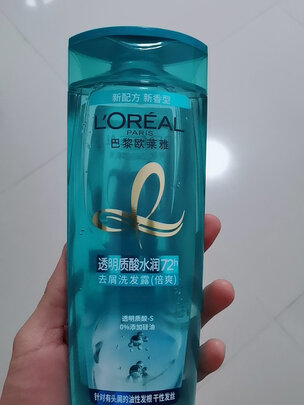 新配方 新香型
L'ORÉAL
PARIS
巴黎欧莱雅
透明质酸水润72h
去屑洗发露(倍爽)
透明质酸-S
0%添加硅油
针对有头屑的油性发根 干性发丝